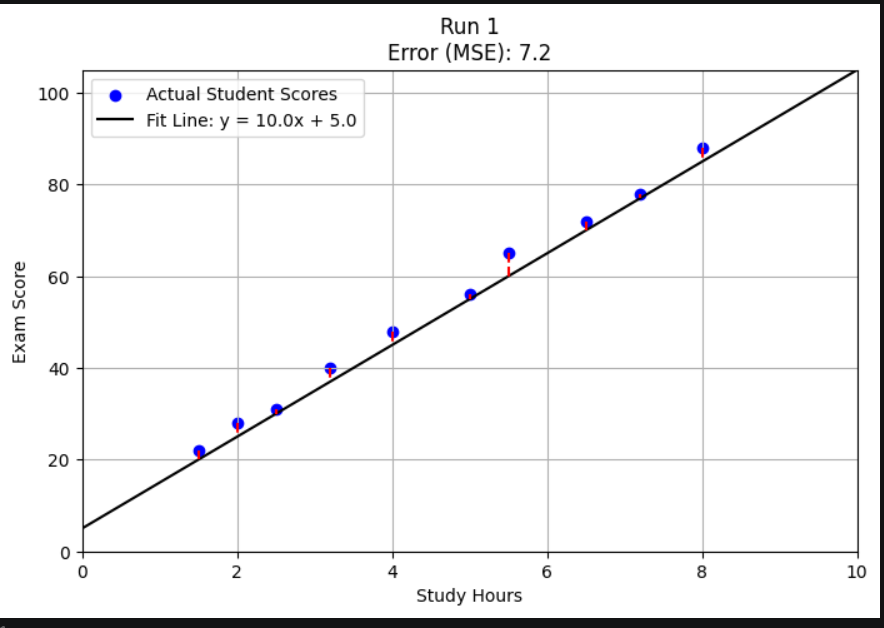 Run 1
Error (MSE): 7.2
Actual Student Scores
Fit Line: y = 10.0x + 5.0
100
80
60
40
20
0
Exam Score
0 2 4 6 8 10
Study Hours